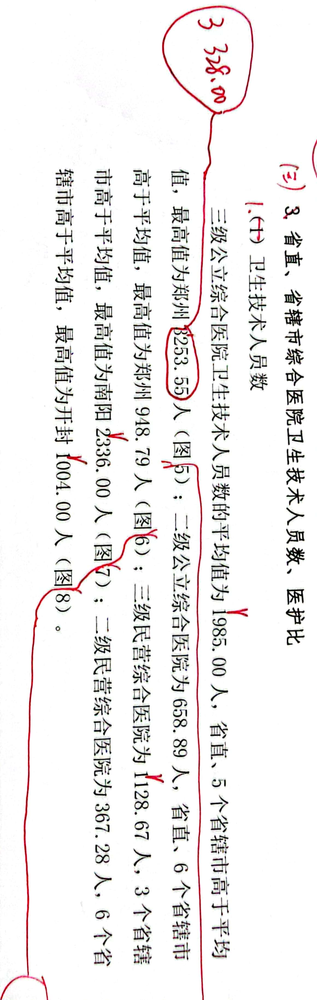 (三) 3. 省直、省辖市综合医院卫生技术人员数、医护比
1. (1) 卫生技术人员数
三级公立综合医院卫生技术人员数的平均值为 1985.00 人，省直、5 个省辖市高于平均
值，最高值为郑州 3253.55 人（图 5）；二级公立综合医院为 658.89 人，省直、6 个省辖市
高于平均值，最高值为郑州 948.79 人（图 6）；三级民营综合医院为 1128.67 人，3 个省辖
市高于平均值，最高值为南阳 2336.00 人（图 7）；二级民营综合医院为 367.28 人，6 个省
辖市高于平均值，最高值为开封 1004.00 人（图 8）。
3 328.00